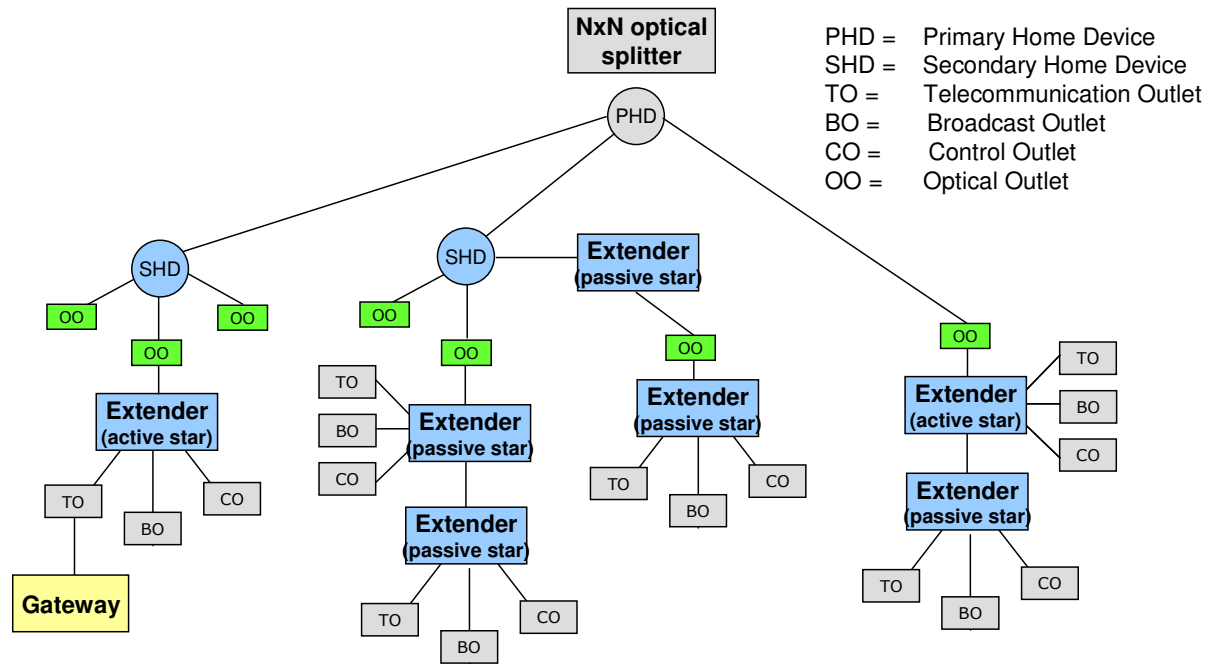 NxN optical
splitter
PHD = Primary Home Device
SHD = Secondary Home Device
TO = Telecommunication Outlet
BO = Broadcast Outlet
CO = Control Outlet
OO = Optical Outlet
PHD
SHD
OO
OO
OO
Extender
(active star)
TO
BO
CO
Gateway
SHD
OO
OO
TO
BO
CO
Extender
(passive star)
Extender
(passive star)
TO
BO
CO
Extender
(passive star)
OO
Extender
(passive star)
TO
BO
CO
OO
Extender
(active star)
TO
BO
CO
Extender
(passive star)
TO
BO
CO